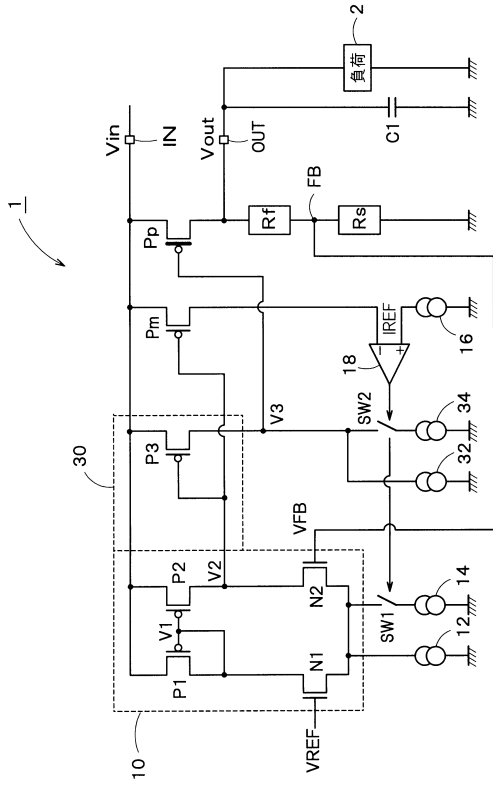 1
Vin
IN
Vout
OUT
2
負荷
C1
FB
Rf
Rs
Pp
Pm
P3
30
V3
IREF
−
+
18
16
SW2
34
32
P2
V2
V1
P1
10
VFB
N2
N1
VREF
SW1
14
12